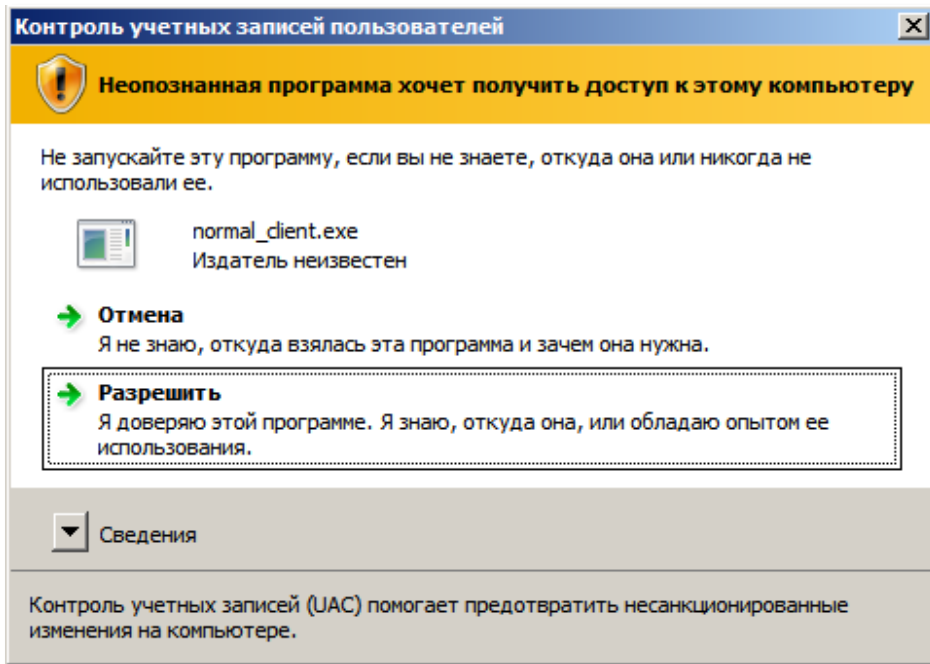 Контроль учетных записей пользователей
Неопознанная программа хочет получить доступ к этому компьютеру
Не запускайте эту программу, если вы не знаете, откуда она или никогда не
использовали ее.
normal_client.exe
Издатель неизвестен
Отмена
Я не знаю, откуда взялась эта программа и зачем она нужна.
Разрешить
Я доверяю этой программе. Я знаю, откуда она, или обладаю опытом ее
использования.
Сведения
Контроль учетных записей (UAC) помогает предотвратить несанкционированные
изменения на компьютере.